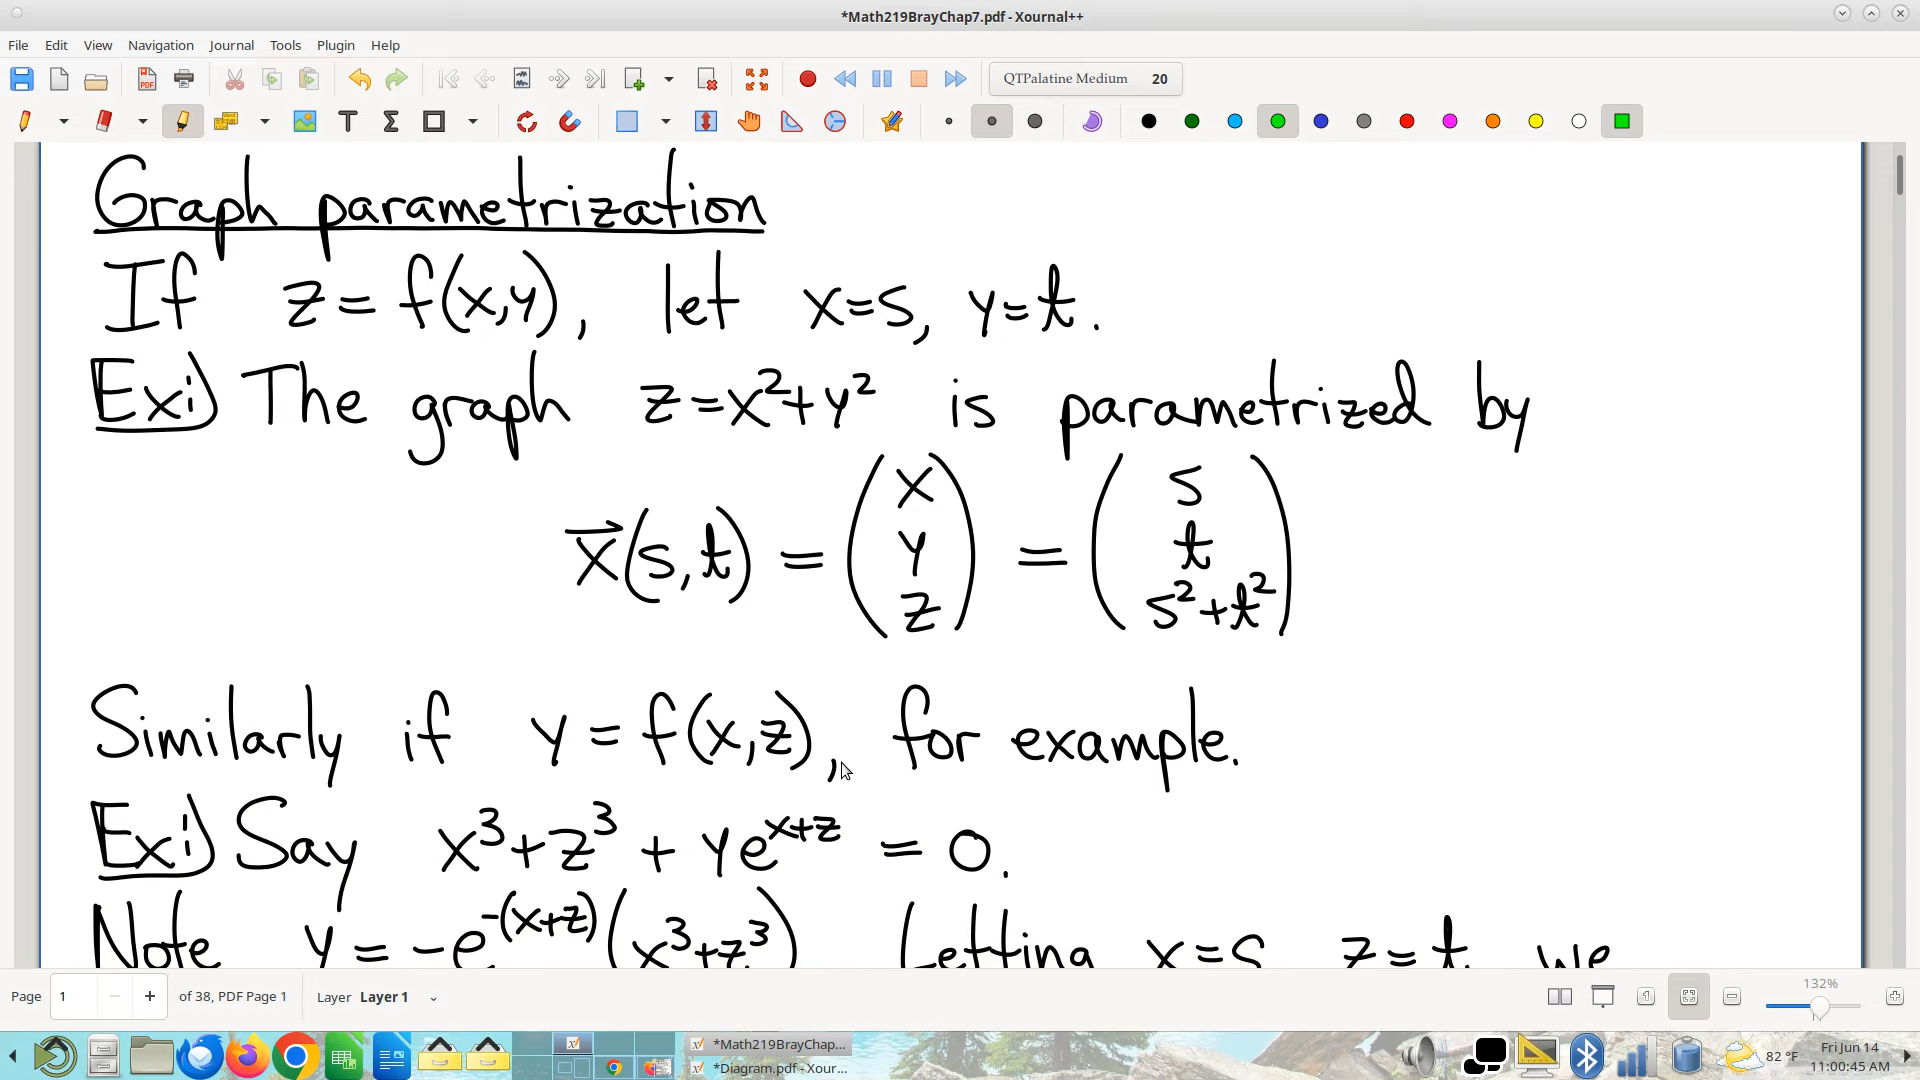 *Math219BrayChap7.pdf - Xournal++
File Edit View Navigation Journal Tools Plugin Help
QTPalatine Medium 20
Graph parametrization
If z = f(x,y), let x=s, y=t.
Ex:) The graph z=x²+y² is parametrized by
x⃗(s,t) = (x y z) = (s t s²+t²)
Similarly if y = f(x,z), for example.
Ex:) Say x³+z³ + ye^(x+z) = 0.
Note y = -e^-(x+z) (x³+z³) Letting x=s z=t, we
Page 1 of 38, PDF Page 1 Layer Layer 1 132%
*Math219BrayChap...
*Diagram.pdf - Xour...
82 °F
Fri Jun 14
11:00:45 AM